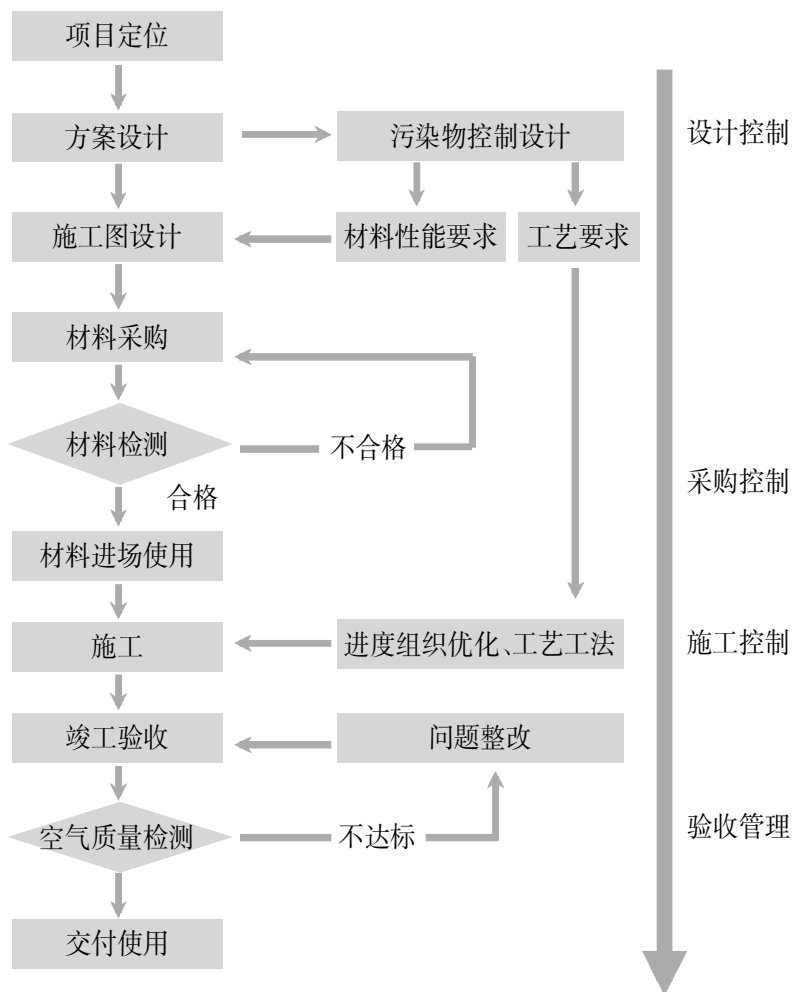 项目定位
方案设计
污染物控制设计
设计控制
施工图设计
材料性能要求
工艺要求
材料采购
材料检测
不合格
合格
采购控制
材料进场使用
施工
进度组织优化、工艺工法
施工控制
竣工验收
问题整改
空气质量检测
不达标
验收管理
交付使用